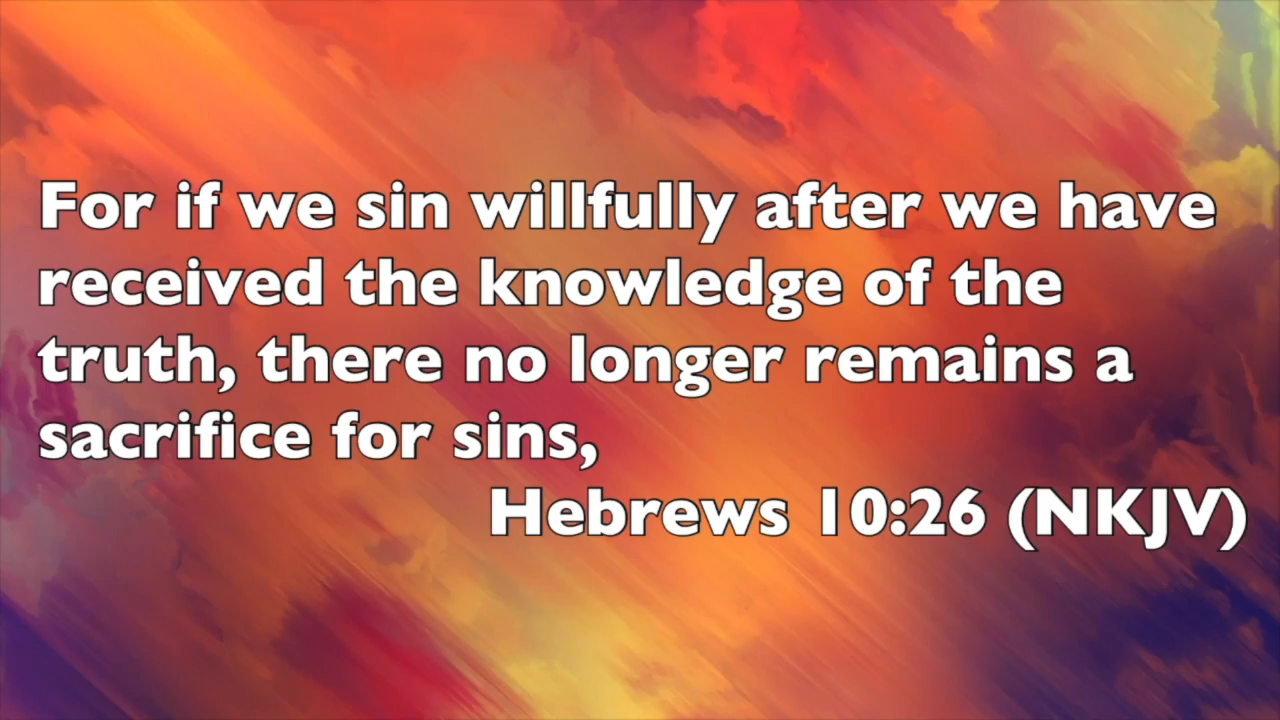 For if we sin willfully after we have
received the knowledge of the
truth, there no longer remains a
sacrifice for sins,
Hebrews 10:26 (NKJV)